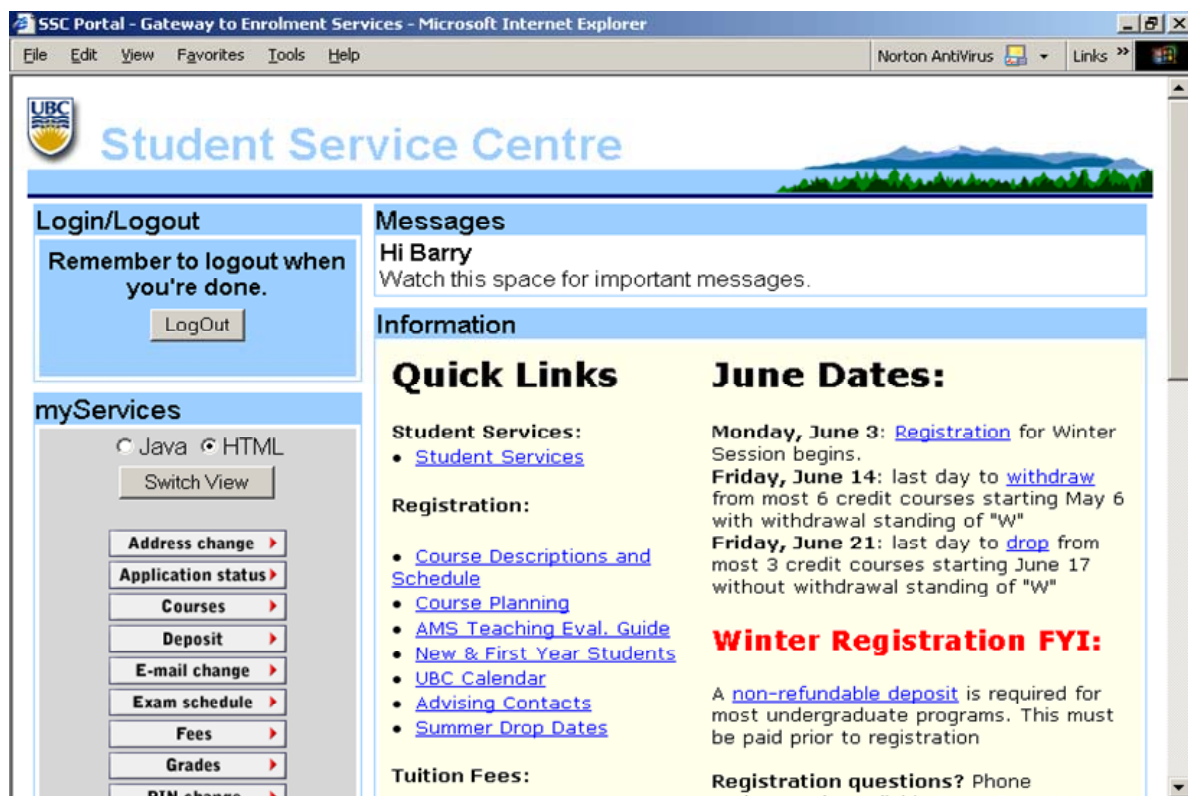 SSC Portal - Gateway to Enrolment Services - Microsoft Internet Explorer
File Edit View Favorites Tools Help
Norton AntiVirus
Links »
UBC
Student Service Centre
Login/Logout
Remember to logout when
you're done.
LogOut
myServices
Java HTML
Switch View
Address change
Application status
Courses
Deposit
E-mail change
Exam schedule
Fees
Grades
PIN change
Messages
Hi Barry
Watch this space for important messages.
Information
Quick Links
Student Services:
• Student Services
Registration:
• Course Descriptions and
Schedule
• Course Planning
• AMS Teaching Eval. Guide
• New & First Year Students
• UBC Calendar
• Advising Contacts
• Summer Drop Dates
Tuition Fees:
June Dates:
Monday, June 3: Registration for Winter
Session begins.
Friday, June 14: last day to withdraw
from most 6 credit courses starting May 6
with withdrawal standing of "W"
Friday, June 21: last day to drop from
most 3 credit courses starting June 17
without withdrawal standing of "W"
Winter Registration FYI:
A non-refundable deposit is required for
most undergraduate programs. This must
be paid prior to registration
Registration questions? Phone